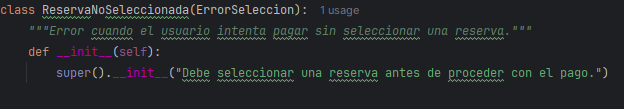 class ReservaNoSeleccionada(ErrorSeleccion): 1 usage
"""Error cuando el usuario intenta pagar sin seleccionar una reserva."""
def __init__(self):
super().__init__("Debe seleccionar una reserva antes de proceder con el pago.")